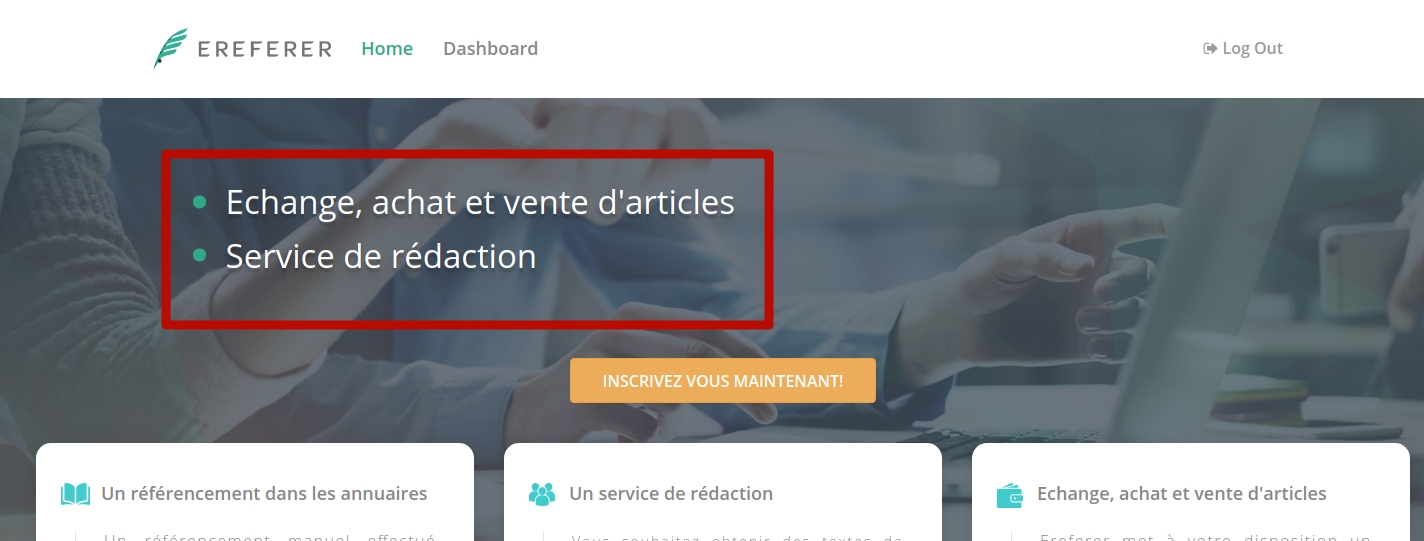 EREFERER Home Dashboard Log Out
Echange, achat et vente d'articles
Service de rédaction
INSCRIVEZ VOUS MAINTENANT!
Un référencement dans les annuaires
Un service de rédaction
Echange, achat et vente d'articles
Un référencement manuel effectué
Vous souhaitez obtenir des textes de
Ereferer met à votre disposition un